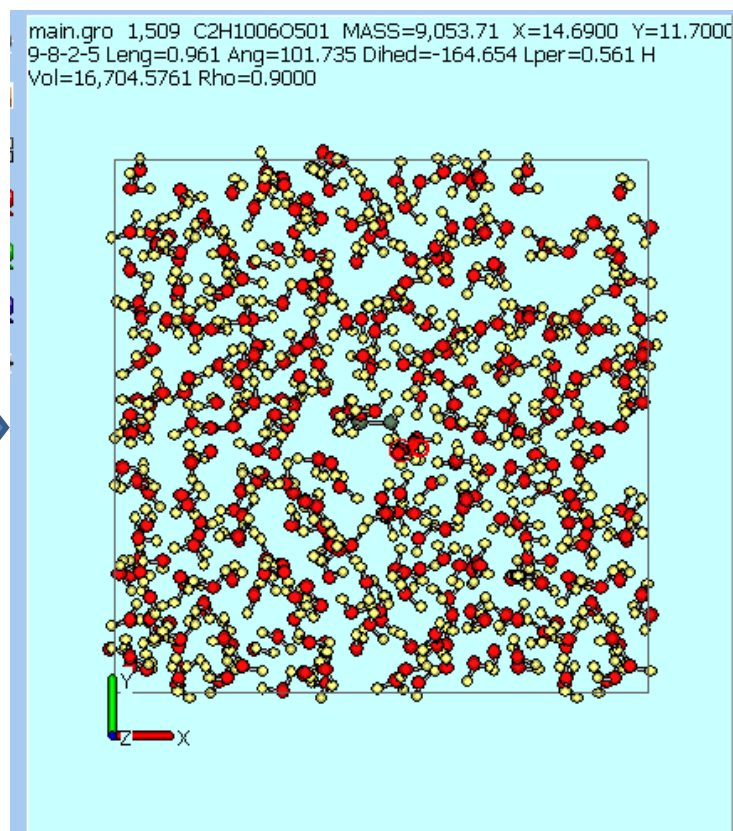 main.gro 1,509 C2H1006O501 MASS=9,053.71 X=14.6900 Y=11.7000
9-8-2-5 Leng=0.961 Ang=101.735 Dihed=-164.654 Lper=0.561 H
Vol=16,704.5761 Rho=0.9000
Y
Z X